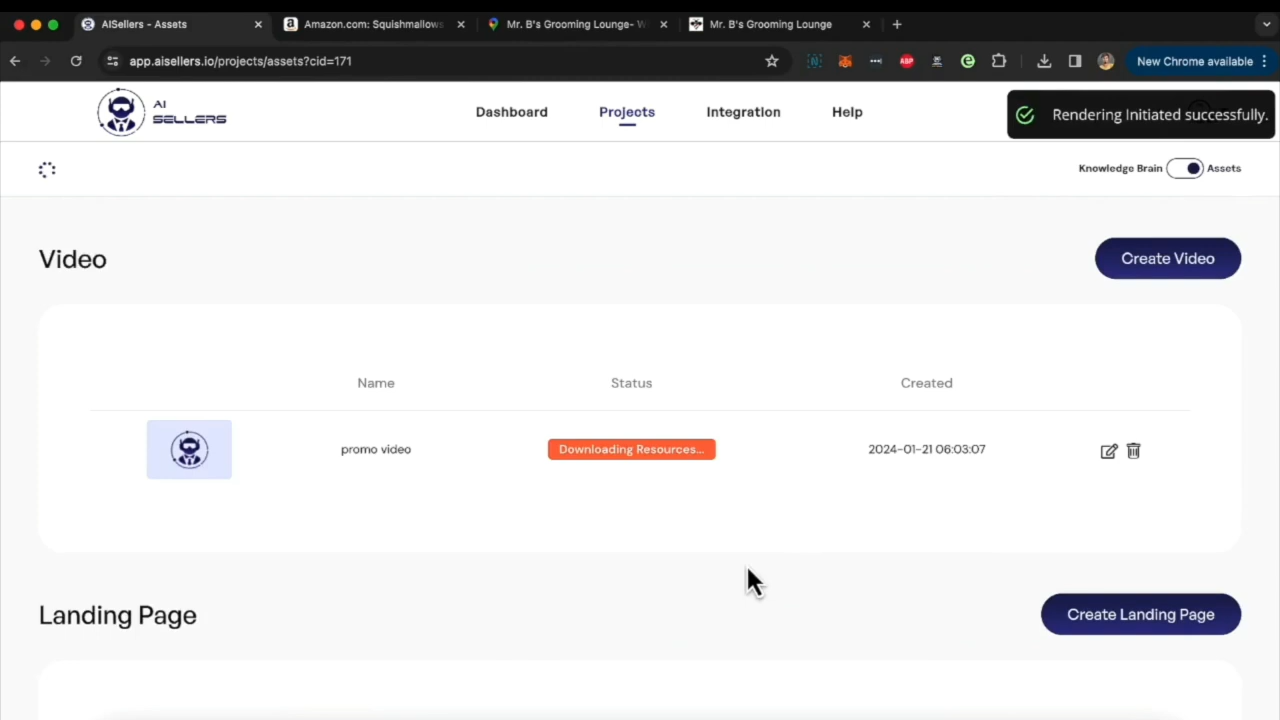 AISellers - Assets
Amazon.com: Squishmallows
Mr. B's Grooming Lounge- W
Mr. B's Grooming Lounge
app.aisellers.io/projects/assets?cid=171
ABP
New Chrome available
AI
SELLERS
Dashboard
Projects
Integration
Help
Rendering Initiated successfully.
Knowledge Brain
Assets
Video
Create Video
Name
Status
Created
promo video
Downloading Resources...
2024-01-21 06:03:07
Landing Page
Create Landing Page